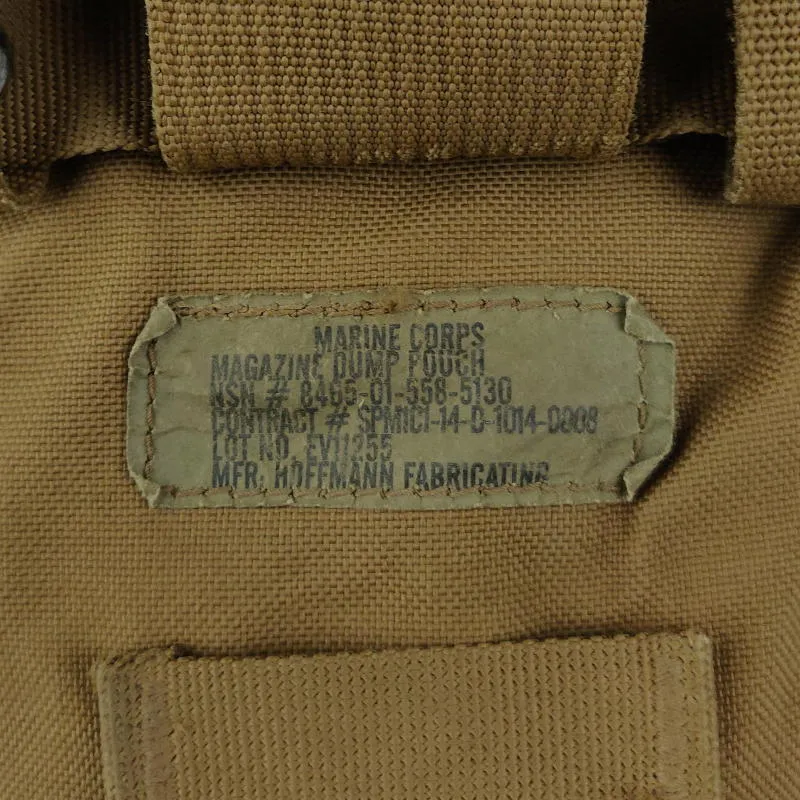 MARINE CORPS
MAGAZINE DUMP POUCH
NSN # 8465-01-558-5130
CONTRACT # SPM1C1-14-D-1014-0008
LOT NO. EV11255
MFR: HOFFMANN FABRICATING